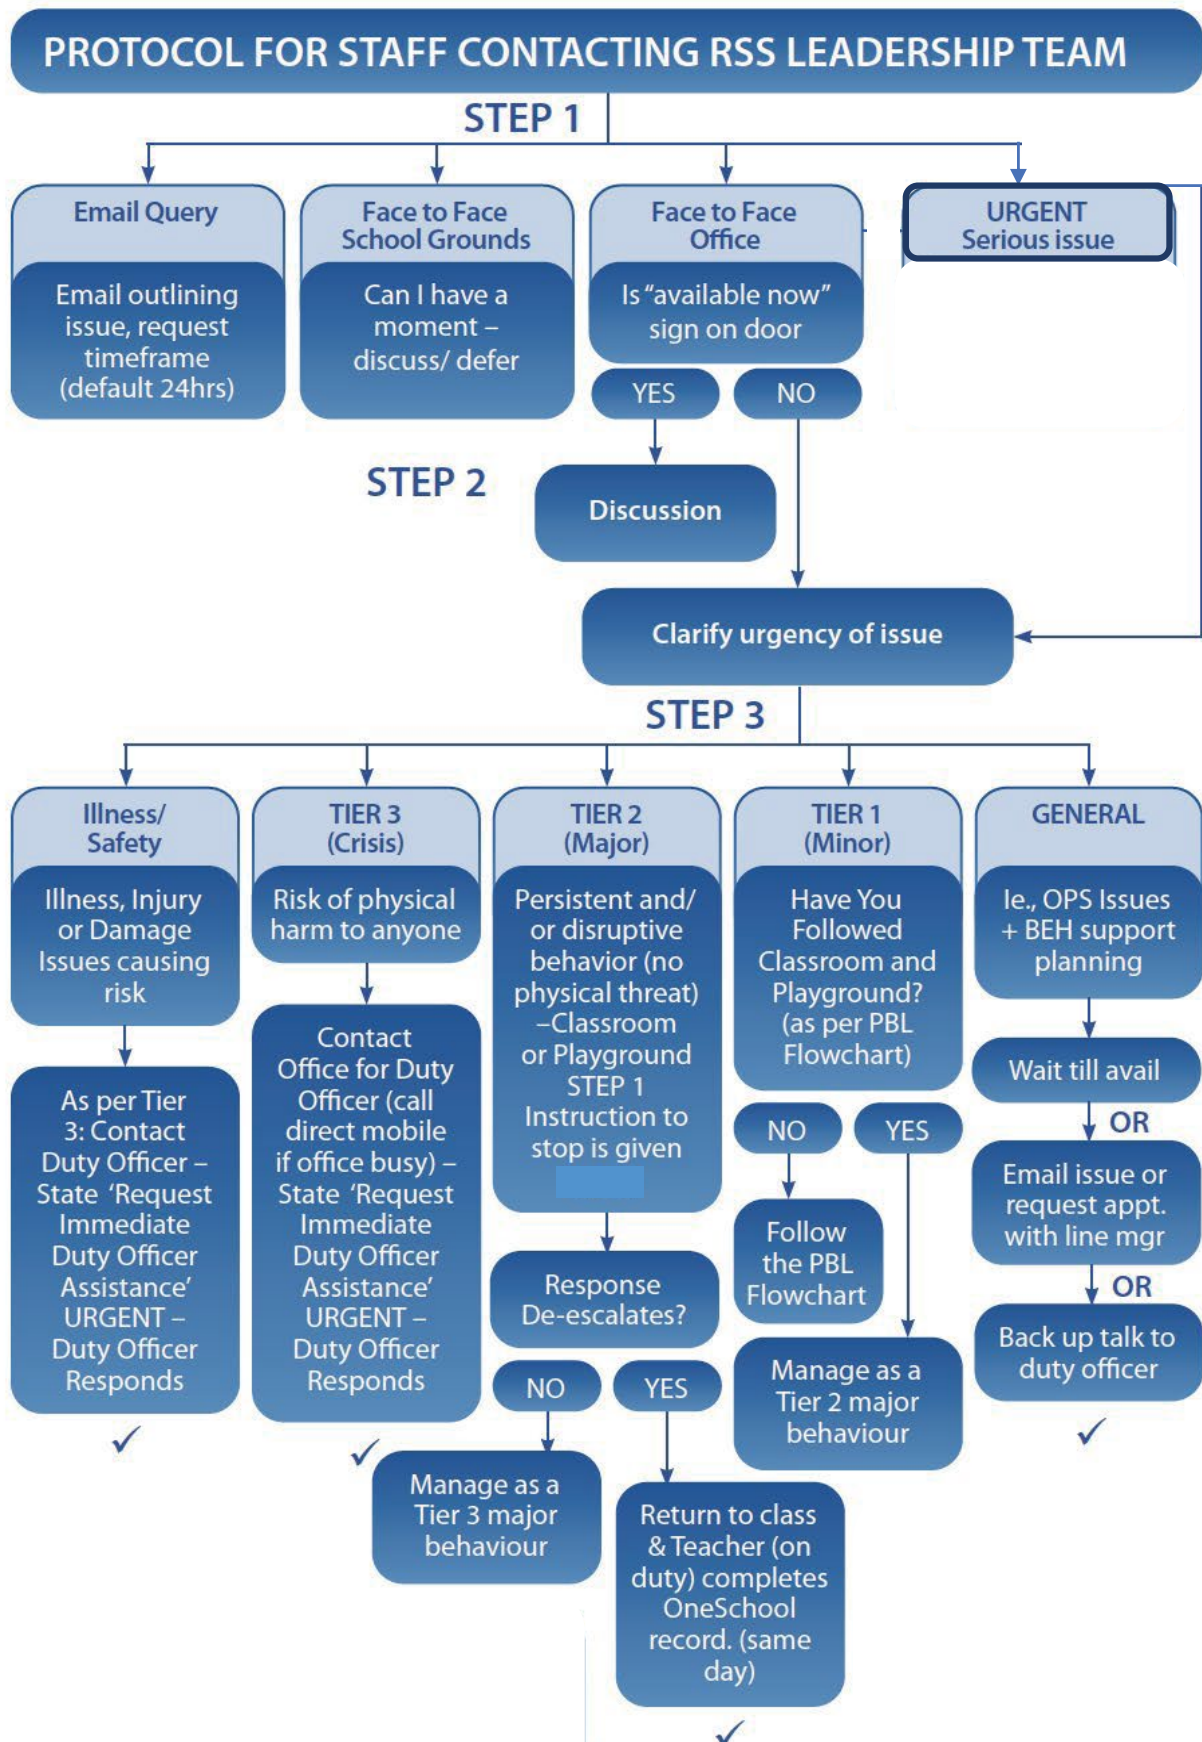 PROTOCOL FOR STAFF CONTACTING RSS LEADERSHIP TEAM
STEP 1
Email Query
Email outlining
issue, request
timeframe
(default 24hrs)
Face to Face
School Grounds
Can I have a
moment –
discuss/ defer
Face to Face
Office
Is “available now”
sign on door
YES
NO
URGENT
Serious issue
STEP 2
Discussion
Clarify urgency of issue
STEP 3
Illness/
Safety
Illness, Injury
or Damage
Issues causing
risk
As per Tier
3: Contact
Duty Officer –
State ‘Request
Immediate
Duty Officer
Assistance’
URGENT –
Duty Officer
Responds
✓
TIER 3
(Crisis)
Risk of physical
harm to anyone
Contact
Office for Duty
Officer (call
direct mobile
if office busy) –
State ‘Request
Immediate
Duty Officer
Assistance’
URGENT –
Duty Officer
Responds
✓
TIER 2
(Major)
Persistent and/
or disruptive
behavior (no
physical threat)
–Classroom
or Playground
STEP 1
Instruction to
stop is given
Response
De-escalates?
NO
YES
Manage as a
Tier 3 major
behaviour
Return to class
& Teacher (on
duty) completes
OneSchool
record. (same
day)
✓
TIER 1
(Minor)
Have You
Followed
Classroom and
Playground?
(as per PBL
Flowchart)
NO
YES
Follow
the PBL
Flowchart
Manage as a
Tier 2 major
behaviour
GENERAL
Ie., OPS Issues
+ BEH support
planning
Wait till avail
OR
Email issue or
request appt.
with line mgr
OR
Back up talk to
duty officer
✓